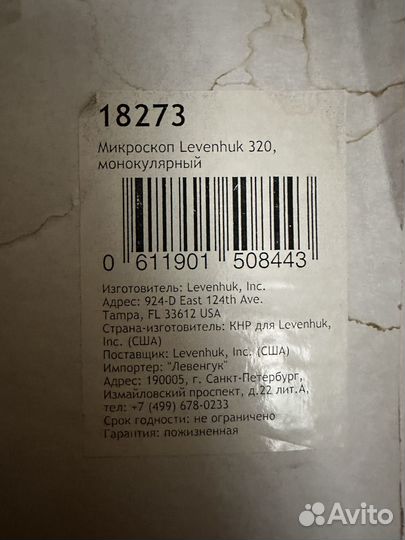 18273
Микроскоп Levenhuk 320,
монокулярный
0 611901 508443
Изготовитель: Levenhuk, Inc.
Адрес: 924-D East 124th Ave.
Tampa, FL 33612 USA
Страна-изготовитель: КНР для Levenhuk,
Inc. (США)
Поставщик: Levenhuk, Inc. (США)
Импортер: "Левенгук"
Адрес: 190005, г. Санкт-Петербург,
Измайловский проспект, д.22 лит.А,
тел: +7 (499) 678-0233
Срок годности: не ограничено
Гарантия: пожизненная
Avito